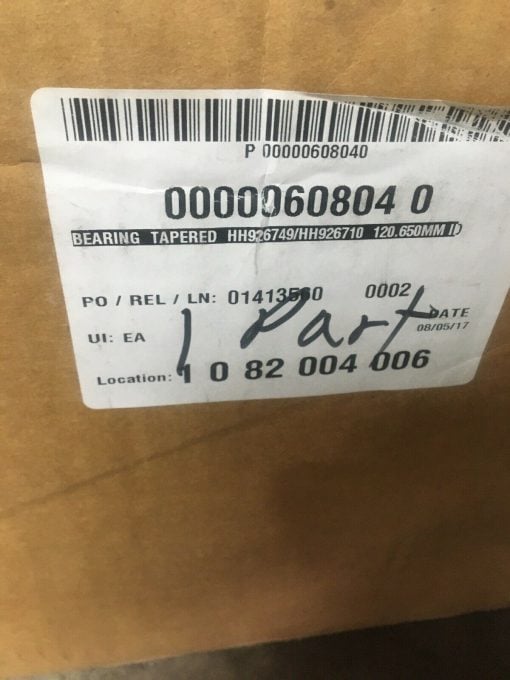 P 00000608040
0000060804 0
BEARING TAPERED HH926749/HH926710 120.650MM ID
PO / REL / LN: 01413560 0002
DATE
UI: EA 1 Part 08/05/17
Location: 1 0 82 004 006